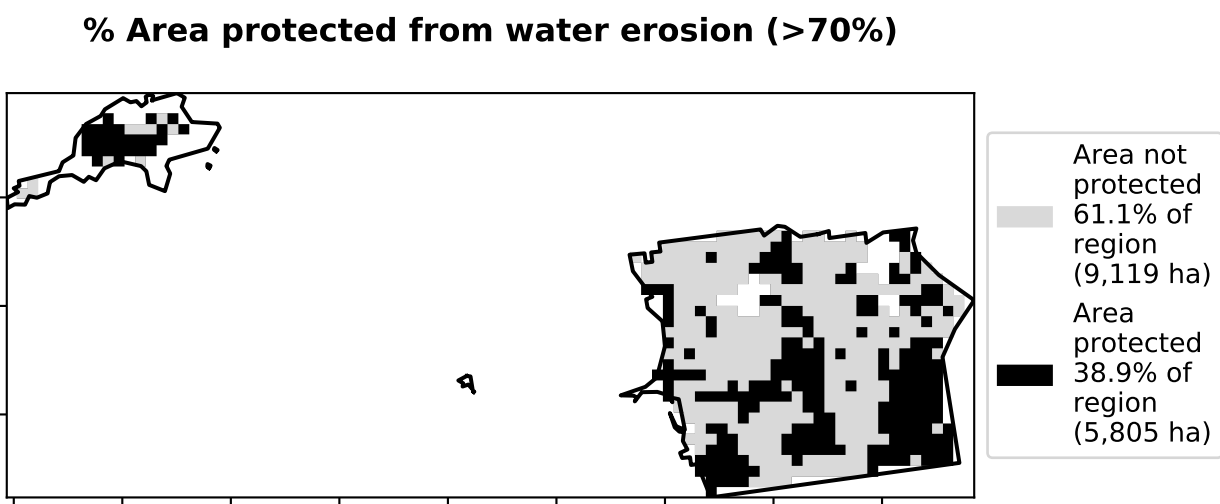 % Area protected from water erosion (>70%)
Area not
protected
61.1% of
region
(9,119 ha)
Area
protected
38.9% of
region
(5,805 ha)